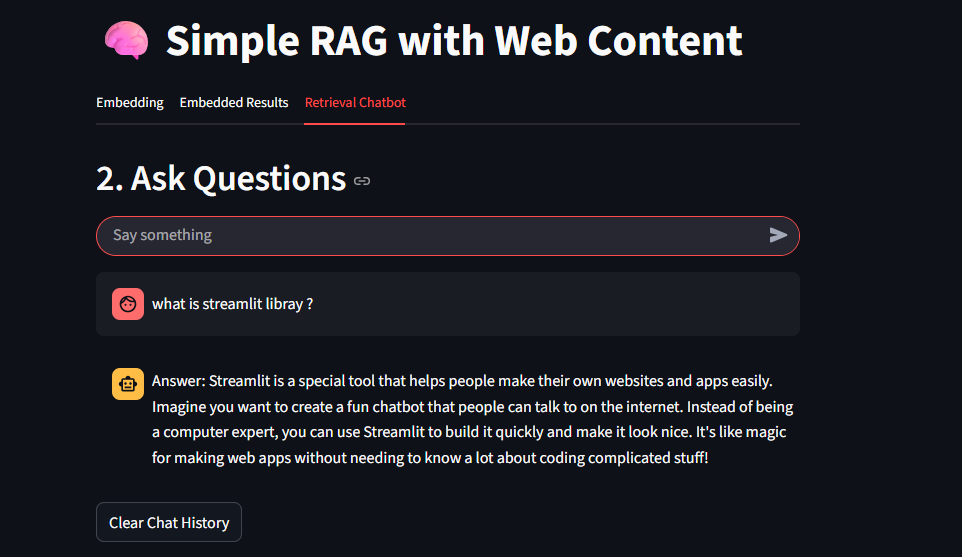 Simple RAG with Web Content
Embedding Embedded Results Retrieval Chatbot
2. Ask Questions
Say something
what is streamlit libray ?
Answer: Streamlit is a special tool that helps people make their own websites and apps easily.
Imagine you want to create a fun chatbot that people can talk to on the internet. Instead of being
a computer expert, you can use Streamlit to build it quickly and make it look nice. It's like magic
for making web apps without needing to know a lot about coding complicated stuff!
Clear Chat History